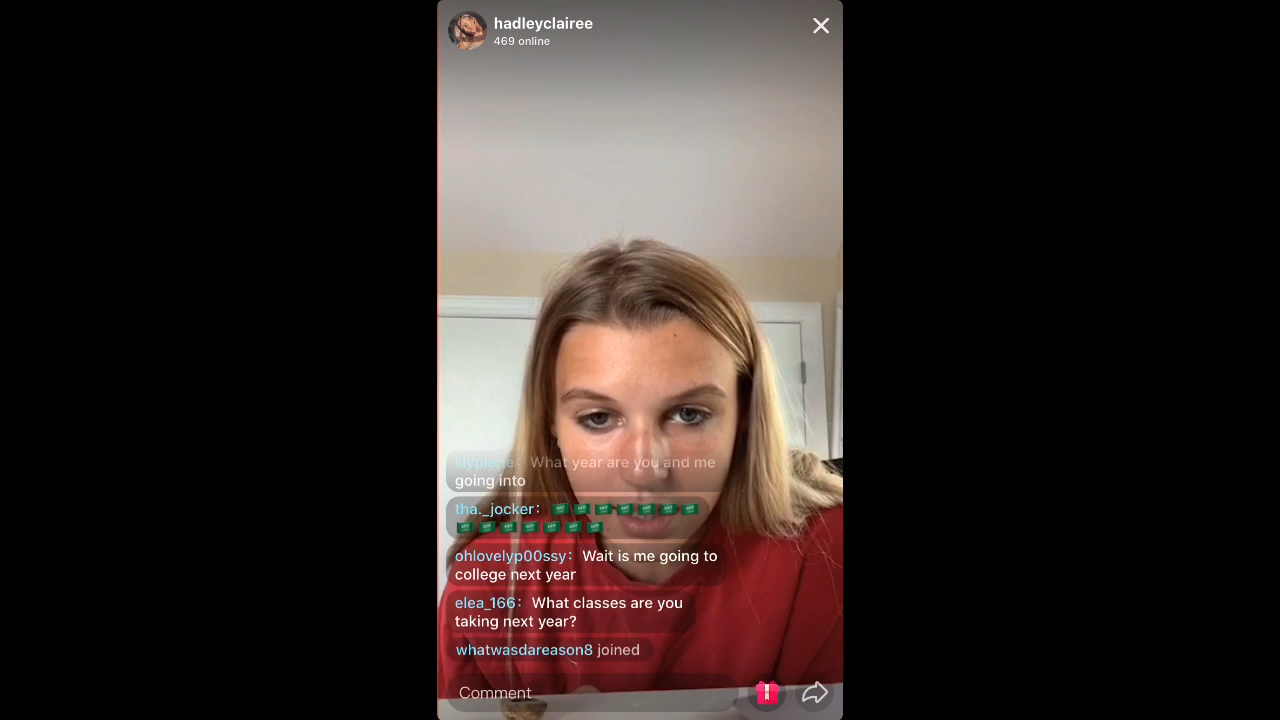 hadleyclairee
469 online
What year are you and me
going into
tha._jocker:
ohlovelyp00ssy: Wait is me going to
college next year
elea_166: What classes are you
taking next year?
whatwasdareason8 joined
Comment